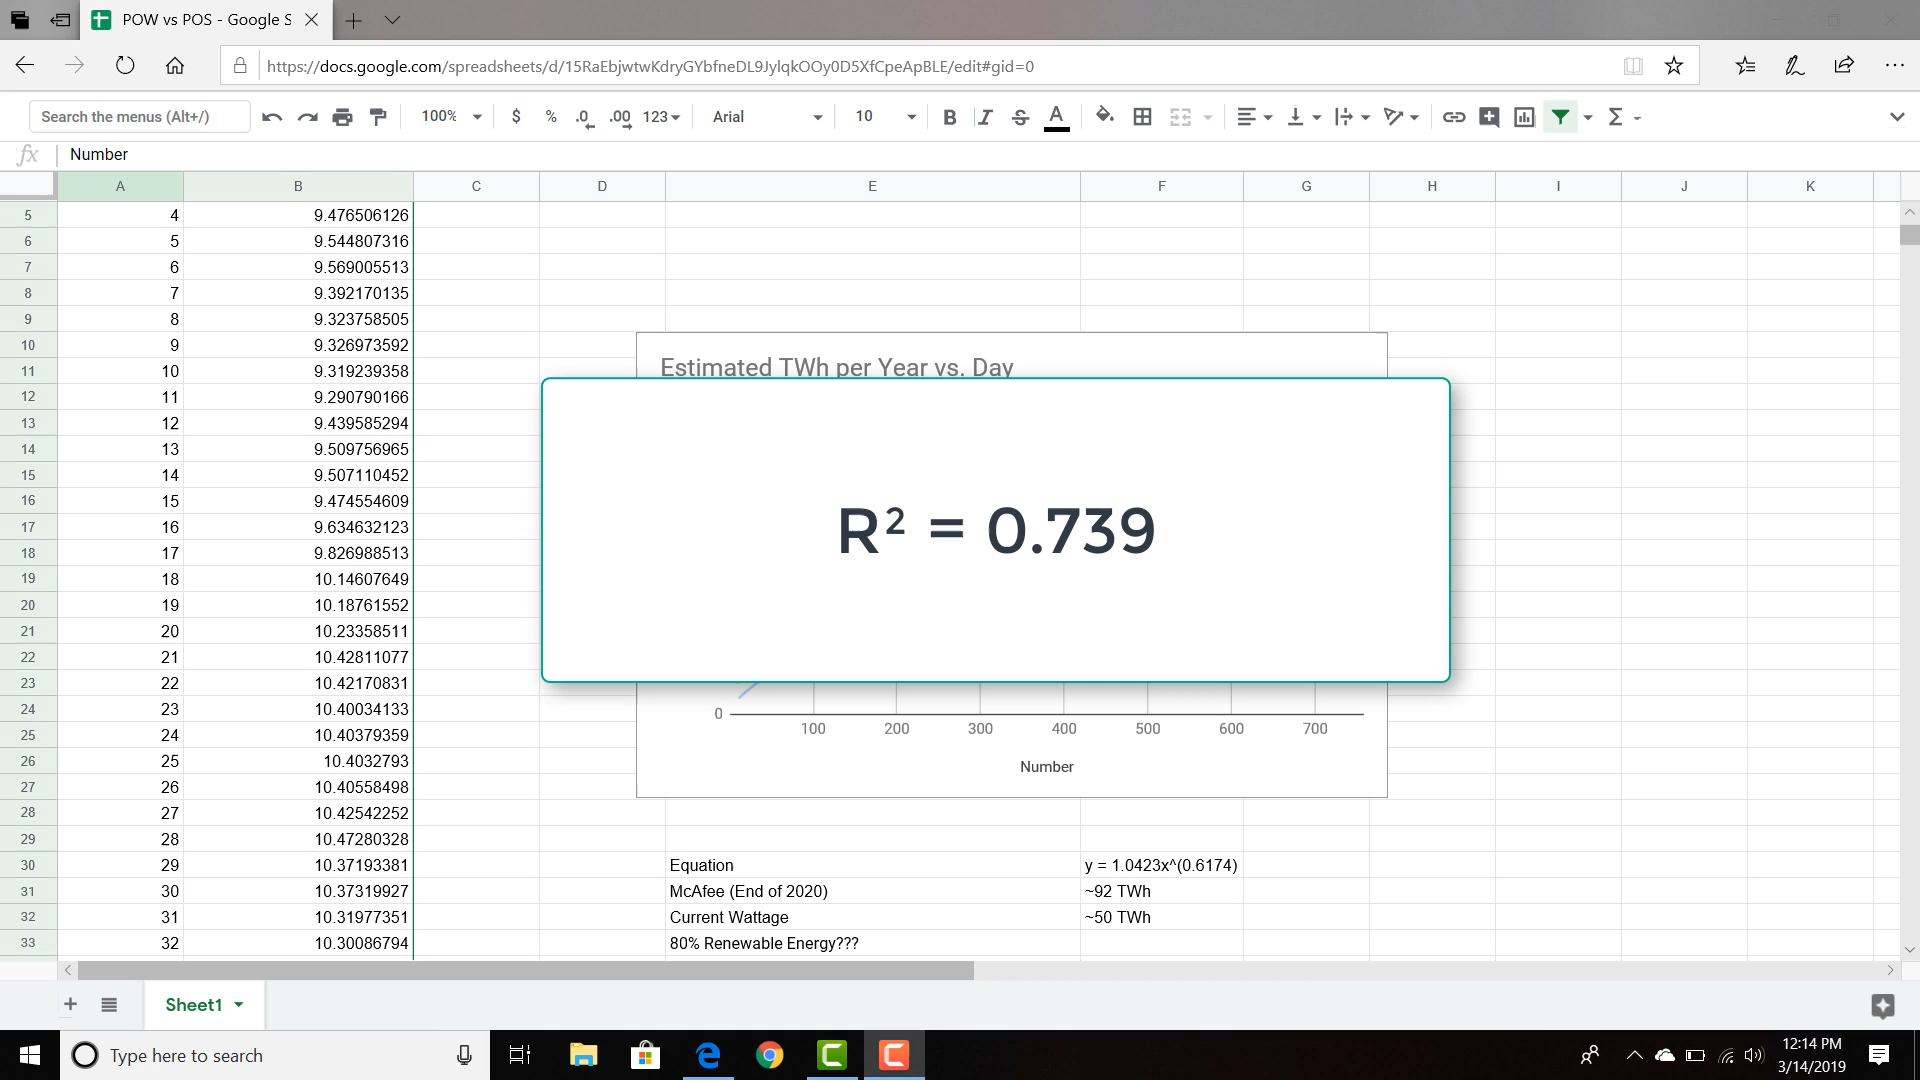 POW vs POS - Google S
https://docs.google.com/spreadsheets/d/15RaEbjwtwKdryGYbfneDL9JylqkOOy0D5XfCpeApBLE/edit#gid=0
Search the menus (Alt+/) 100% $ % .0 .00 123 Arial 10 B I S A Σ
fx Number
A B C D E F G H I J K
5 4 9.476506126
6 5 9.544807316
7 6 9.569005513
8 7 9.392170135
9 8 9.323758505
10 9 9.326973592
11 10 9.319239358
12 11 9.290790166
13 12 9.439585294
14 13 9.509756965
15 14 9.507110452
16 15 9.474554609
17 16 9.634632123
18 17 9.826988513
19 18 10.14607649
20 19 10.18761552
21 20 10.23358511
22 21 10.42811077
23 22 10.42170831
24 23 10.40034133
25 24 10.40379359
26 25 10.4032793
27 26 10.40558498
28 27 10.42542252
29 28 10.47280328
30 29 10.37193381
31 30 10.37319927
32 31 10.31977351
33 32 10.30086794
Estimated TWh per Year vs. Day
R² = 0.739
0
100 200 300 400 500 600 700
Number
Equation y = 1.0423x^(0.6174)
McAfee (End of 2020) ~92 TWh
Current Wattage ~50 TWh
80% Renewable Energy???
Sheet1
Type here to search
12:14 PM
3/14/2019